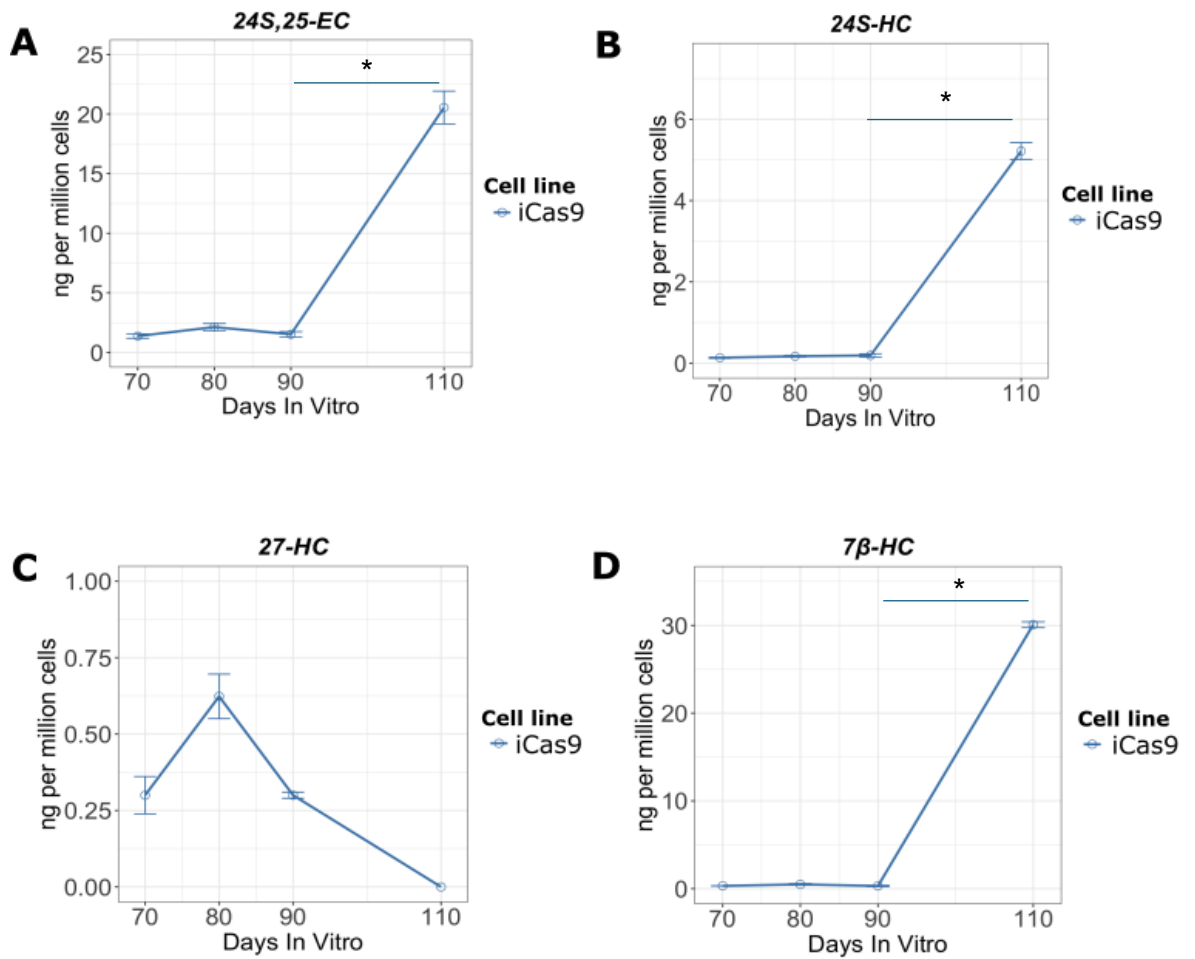 A
24S,25-EC
25
20
15
10
5
0
*
ng per million cells
70 80 90 110
Days In Vitro
Cell line
iCas9
B
24S-HC
6
4
2
0
*
ng per million cells
70 80 90 110
Days In Vitro
Cell line
iCas9
C
27-HC
1.00
0.75
0.50
0.25
0.00
ng per million cells
70 80 90 110
Days In Vitro
Cell line
iCas9
D
7β-HC
30
20
10
0
*
ng per million cells
70 80 90 110
Days In Vitro
Cell line
iCas9